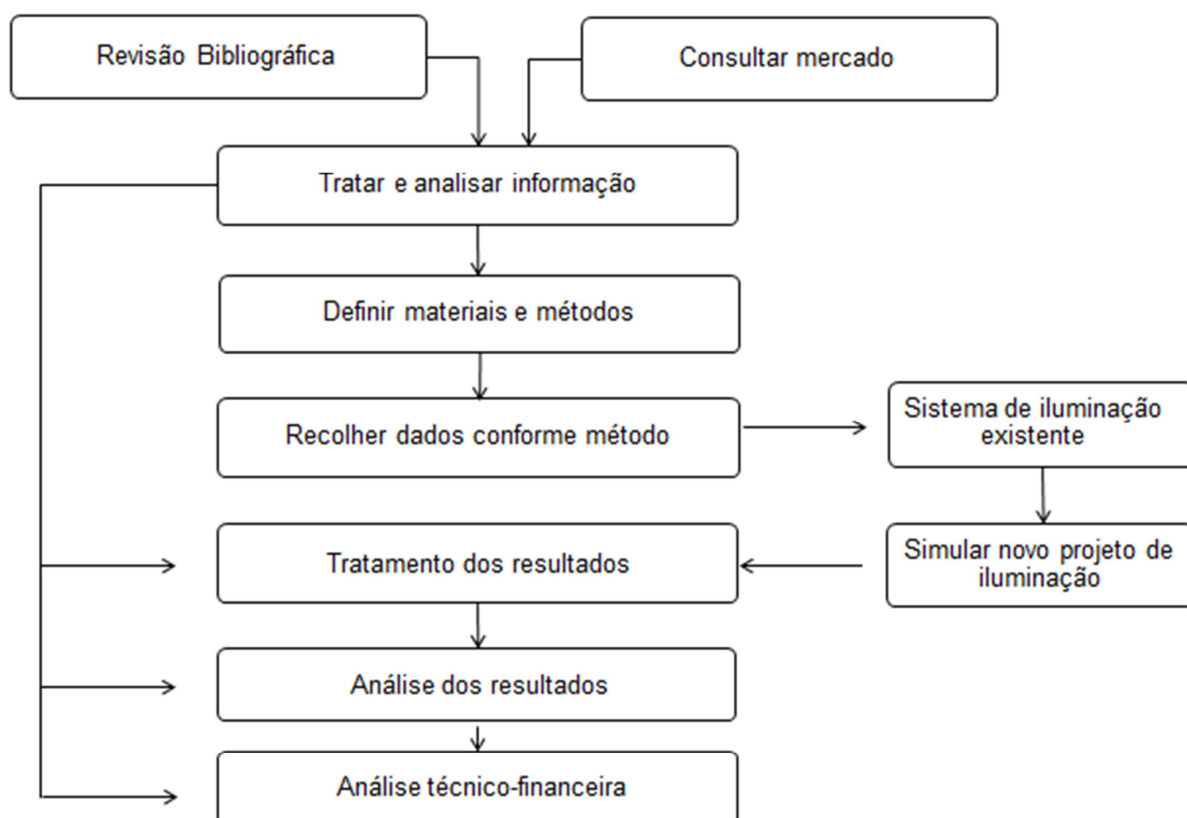 Revisão Bibliográfica
Consultar mercado
Tratar e analisar informação
Definir materiais e métodos
Recolher dados conforme método
Sistema de iluminação
existente
Tratamento dos resultados
Simular novo projeto de
iluminação
Análise dos resultados
Análise técnico-financeira